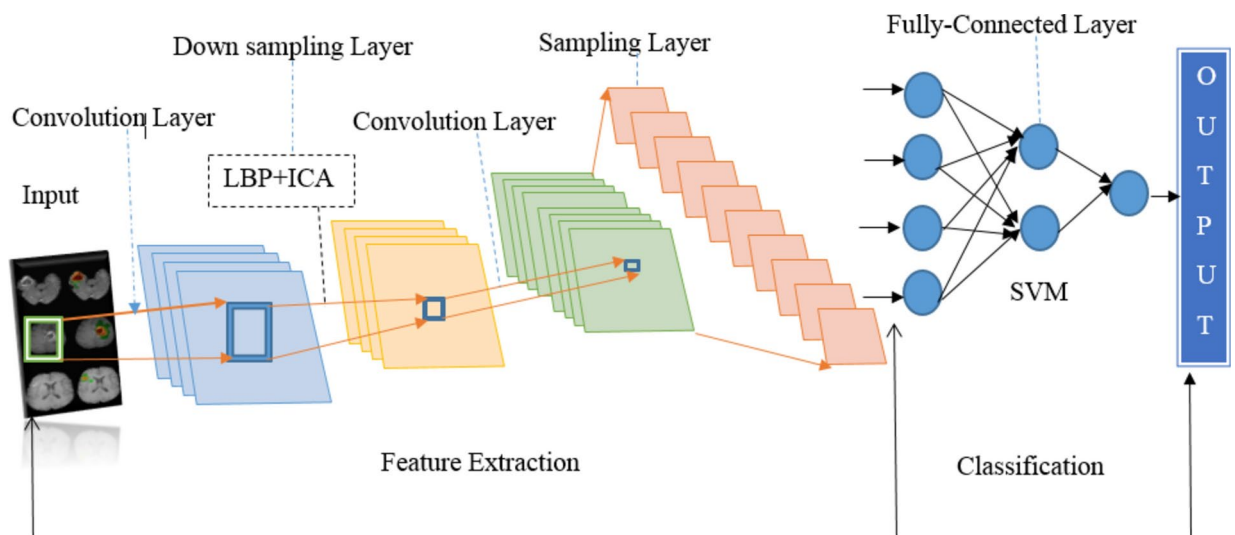 Fully-Connected Layer
Down sampling Layer
Sampling Layer
Convolution Layer
Convolution Layer
LBP+ICA
Input
SVM
O
U
T
P
U
T
Feature Extraction
Classification